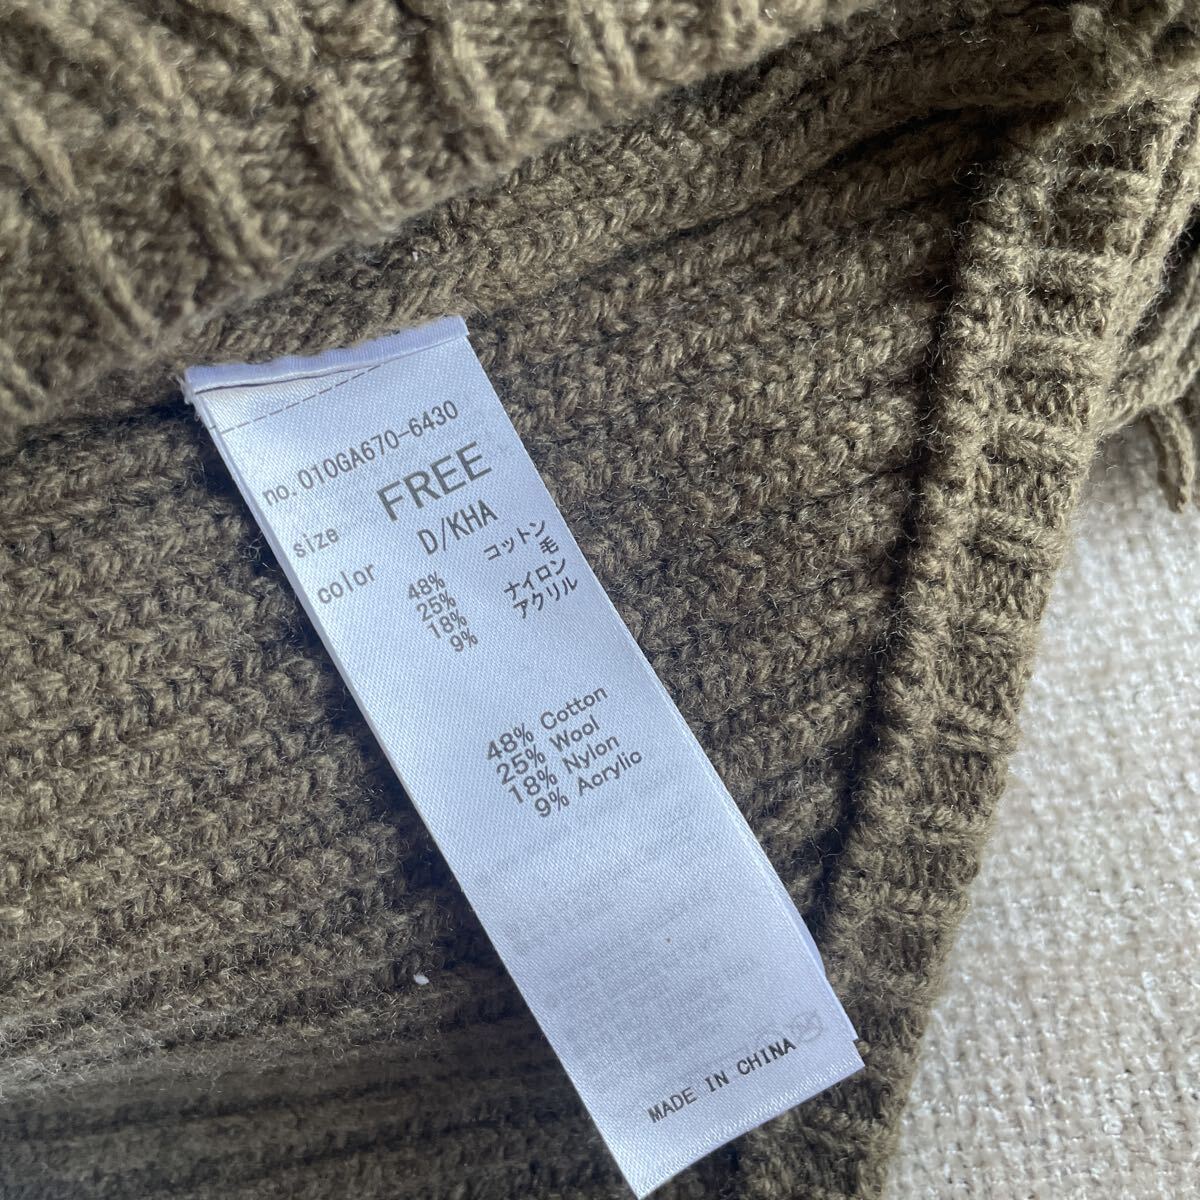 no.010GA670-6430
size FREE
color D/KHA
48% コットン
25% 毛
18% ナイロン
9% アクリル
48% Cotton
25% Wool
18% Nylon
9% Acrylic
MADE IN CHINA